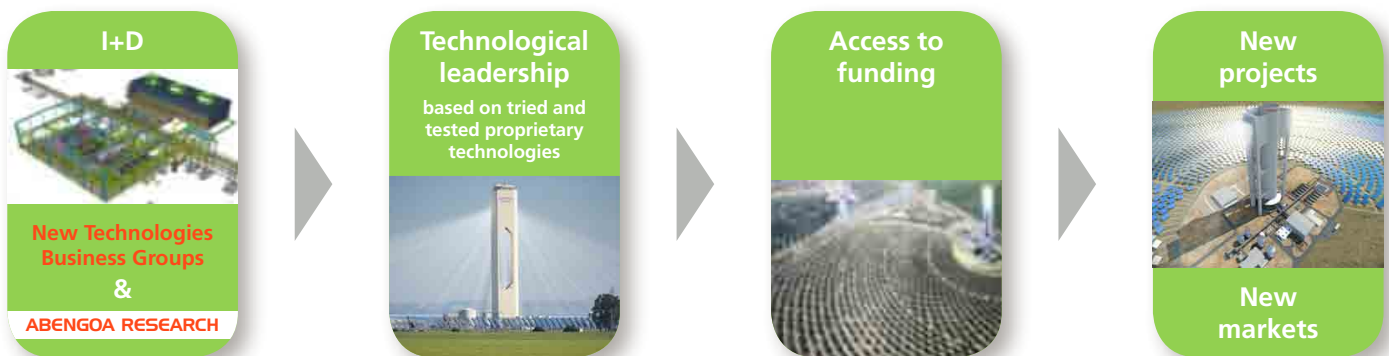 I+D
New Technologies
Business Groups
&
ABENGOA RESEARCH
Technological
leadership
based on tried and
tested proprietary
technologies
Access to
funding
New
projects
New
markets